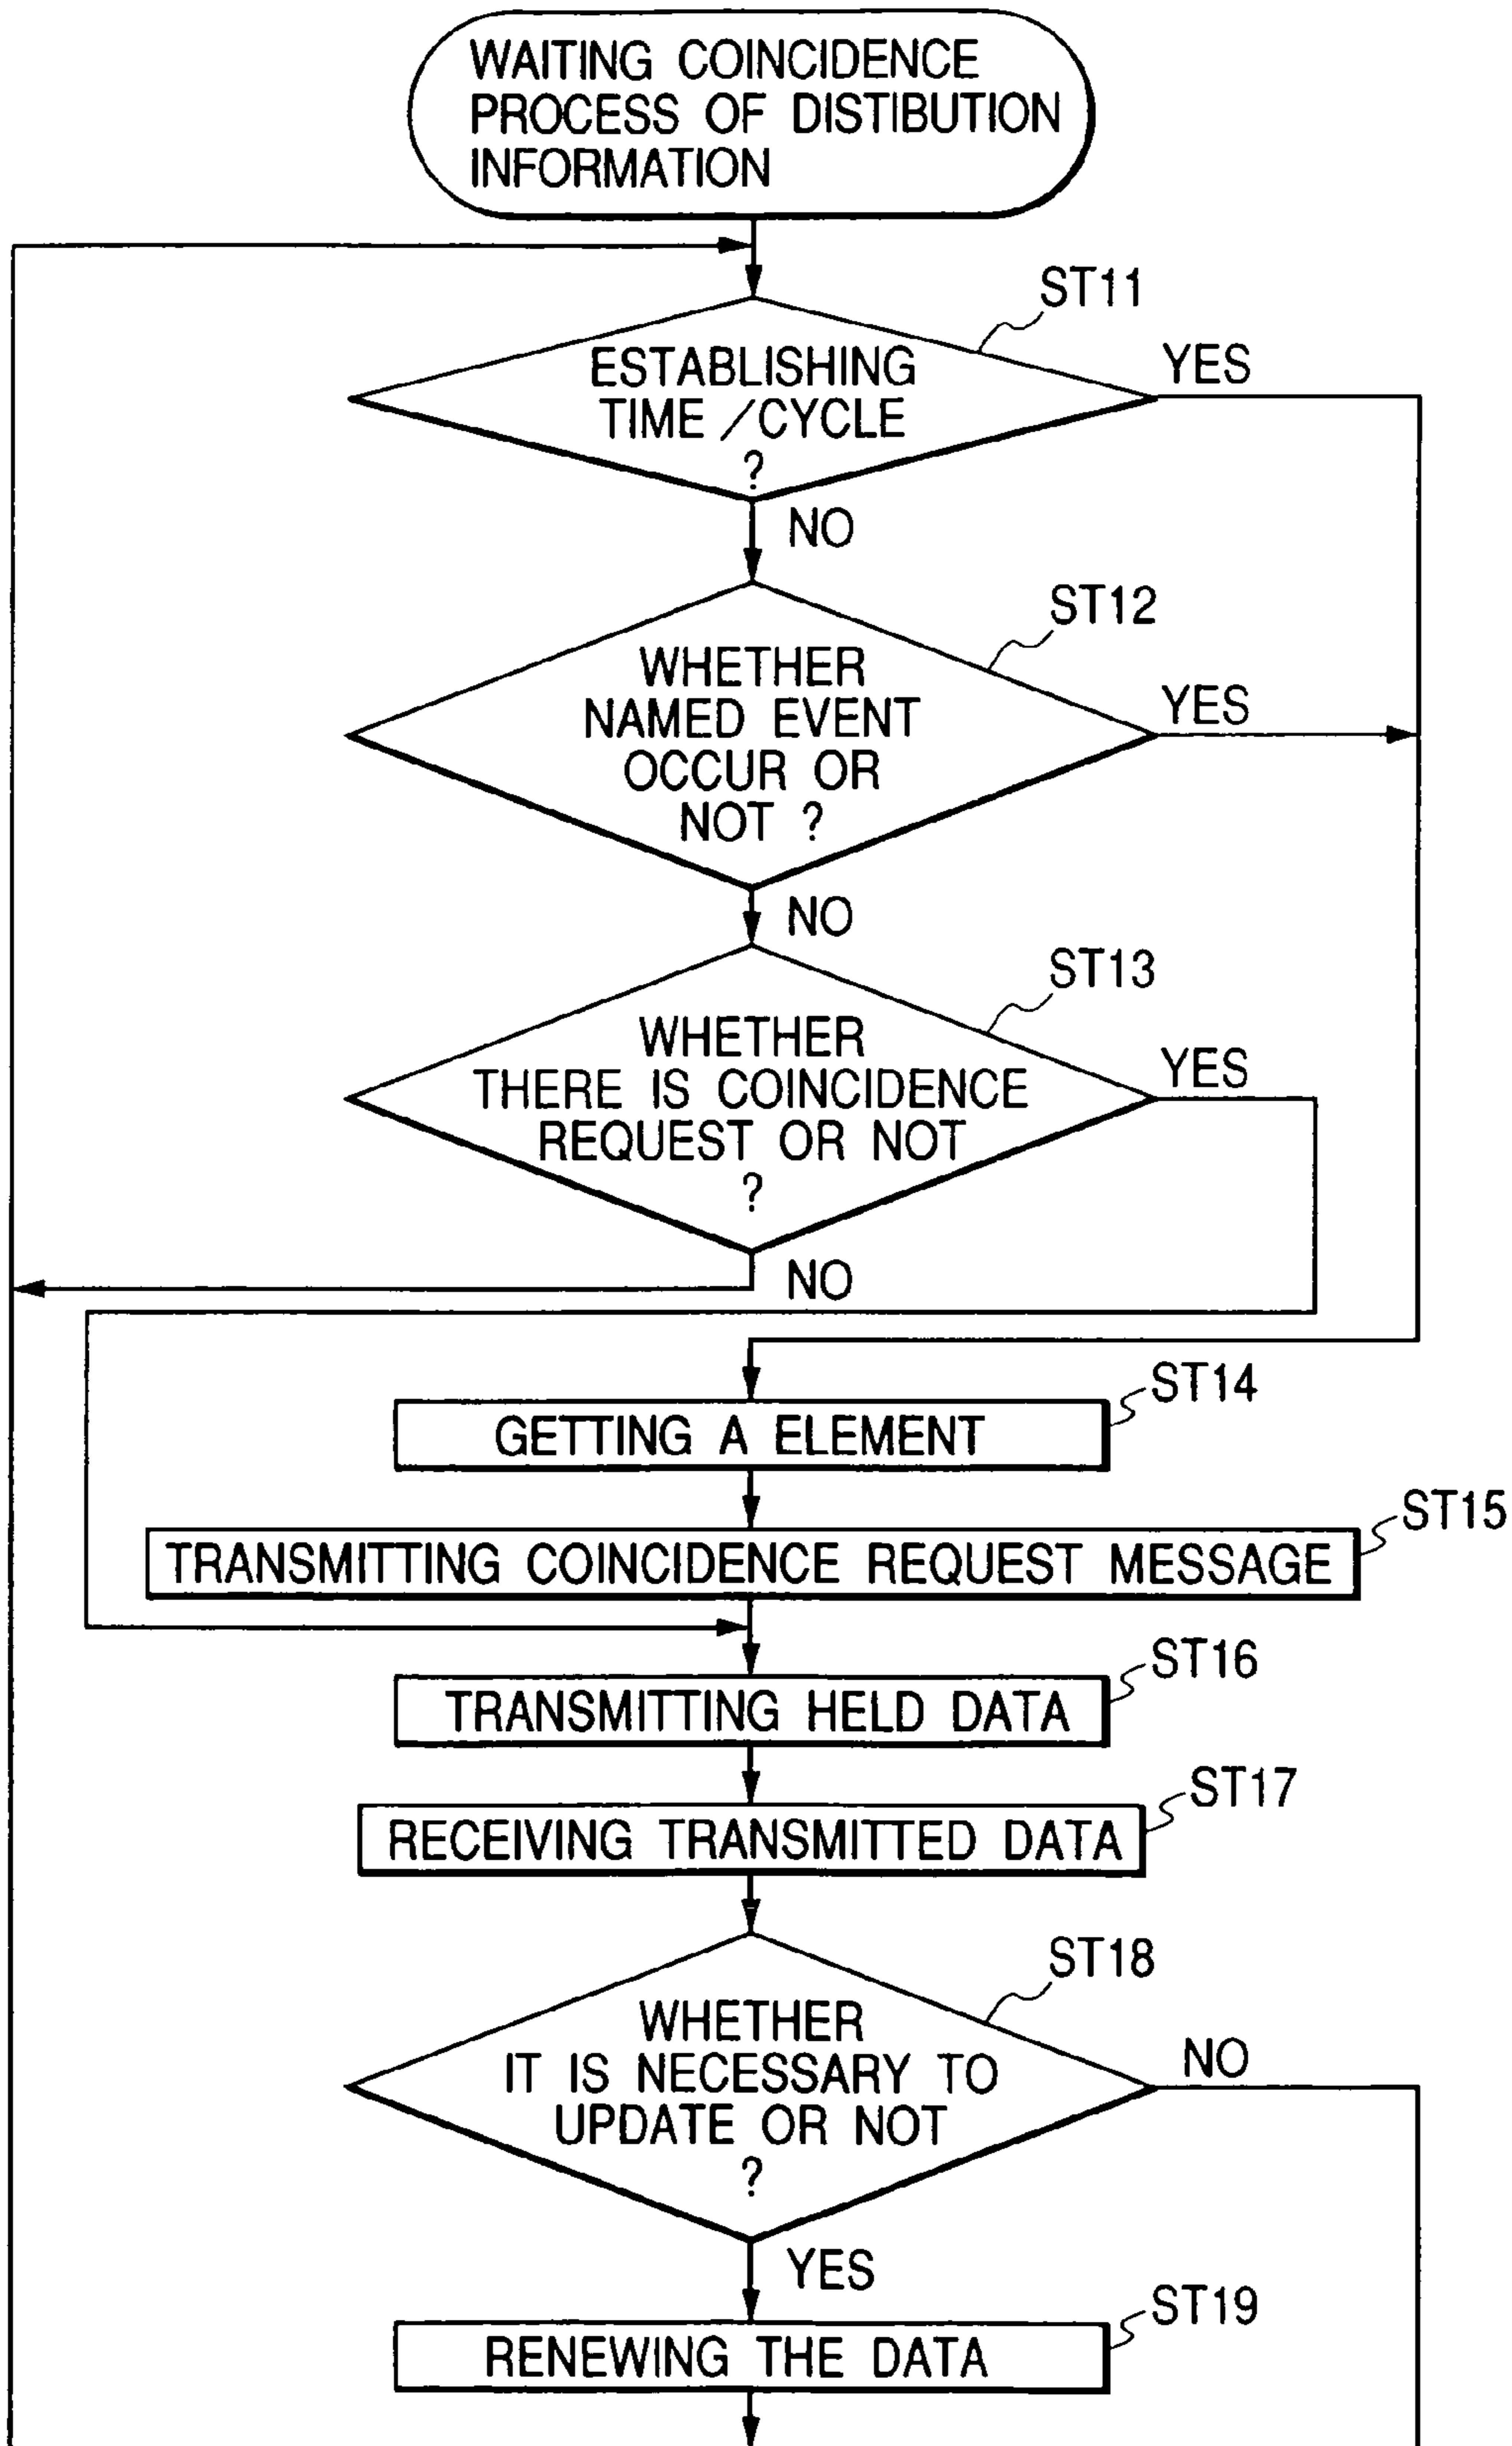 WAITING COINCIDENCE
PROCESS OF DISTIBUTION
INFORMATION
ST11
ESTABLISHING
TIME /CYCLE
?
YES
NO
ST12
WHETHER
NAMED EVENT
OCCUR OR
NOT ?
YES
NO
ST13
WHETHER
THERE IS COINCIDENCE
REQUEST OR NOT
?
YES
NO
ST14
GETTING A ELEMENT
ST15
TRANSMITTING COINCIDENCE REQUEST MESSAGE
ST16
TRANSMITTING HELD DATA
ST17
RECEIVING TRANSMITTED DATA
ST18
WHETHER
IT IS NECESSARY TO
UPDATE OR NOT
?
NO
YES
ST19
RENEWING THE DATA